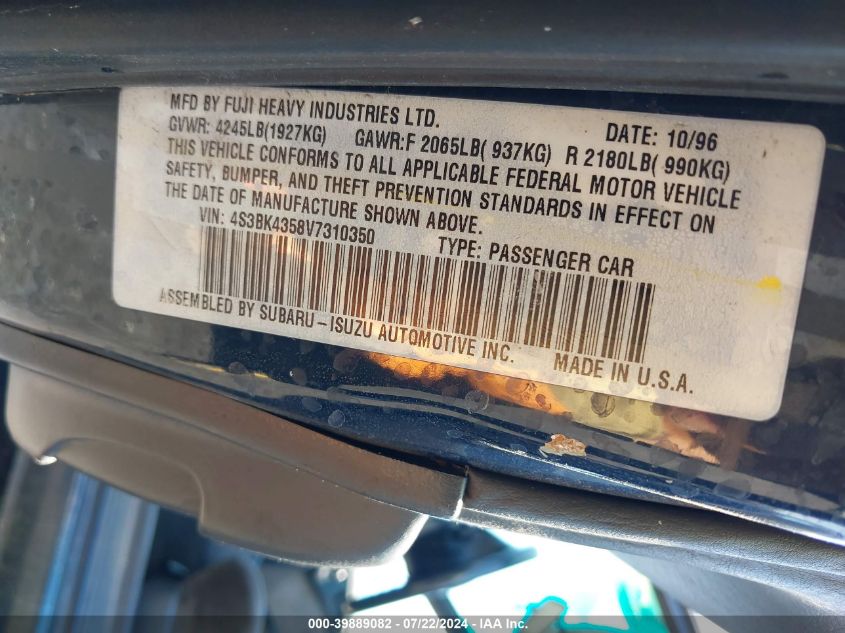 MFD BY FUJI HEAVY INDUSTRIES LTD. DATE: 10/96
GVWR: 4245LB(1927KG) GAWR:F 2065LB( 937KG) R 2180LB( 990KG)
THIS VEHICLE CONFORMS TO ALL APPLICABLE FEDERAL MOTOR VEHICLE
SAFETY, BUMPER, AND THEFT PREVENTION STANDARDS IN EFFECT ON
THE DATE OF MANUFACTURE SHOWN ABOVE.
VIN: 4S3BK4358V7310350 TYPE: PASSENGER CAR
ASSEMBLED BY SUBARU-ISUZU AUTOMOTIVE INC. MADE IN U.S.A.
000-39889082 - 07/22/2024 - © IAA Inc.